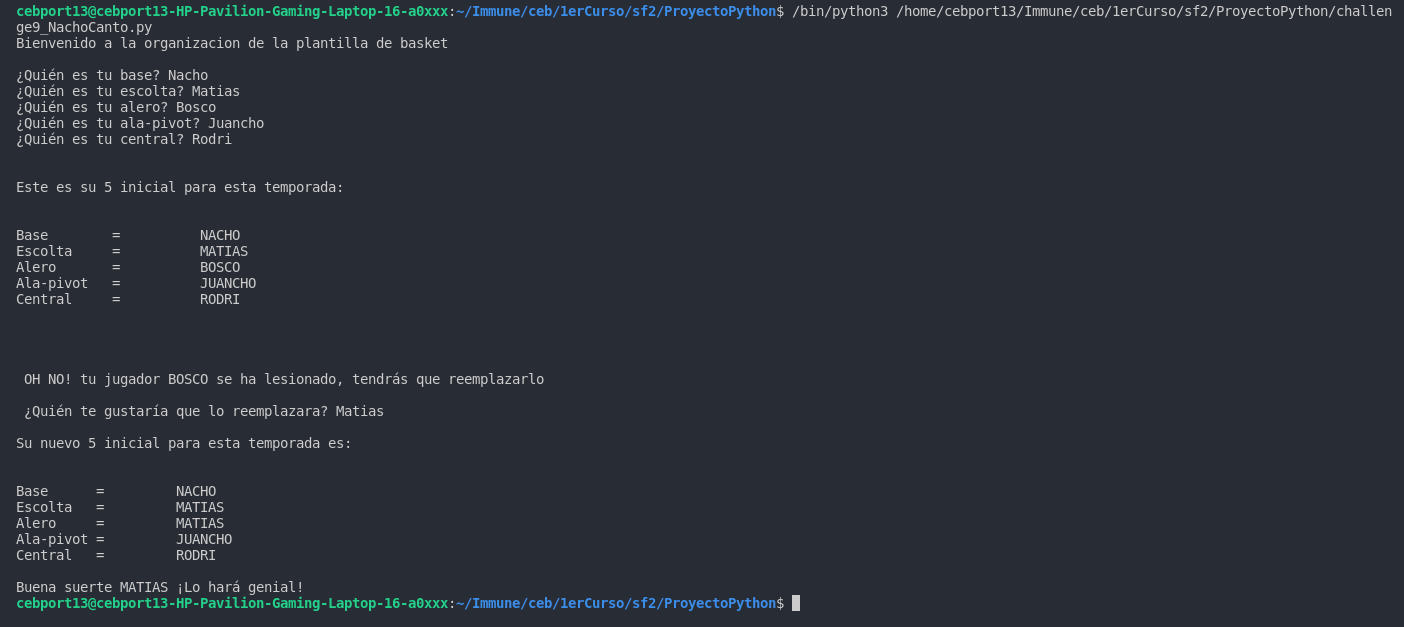 cebport13@cebport13-HP-Pavilion-Gaming-Laptop-16-a0xxx:~/Immune/ceb/1erCurso/sf2/ProyectoPython$ /bin/python3 /home/cebport13/Immune/ceb/1erCurso/sf2/ProyectoPython/challen
ge9_NachoCanto.py
Bienvenido a la organizacion de la plantilla de basket
¿Quién es tu base? Nacho
¿Quién es tu escolta? Matias
¿Quién es tu alero? Bosco
¿Quién es tu ala-pivot? Juancho
¿Quién es tu central? Rodri
Este es su 5 inicial para esta temporada:
Base = NACHO
Escolta = MATIAS
Alero = BOSCO
Ala-pivot = JUANCHO
Central = RODRI
OH NO! tu jugador BOSCO se ha lesionado, tendrás que reemplazarlo
¿Quién te gustaría que lo reemplazara? Matias
Su nuevo 5 inicial para esta temporada es:
Base = NACHO
Escolta = MATIAS
Alero = MATIAS
Ala-pivot = JUANCHO
Central = RODRI
Buena suerte MATIAS ¡Lo hará genial!
cebport13@cebport13-HP-Pavilion-Gaming-Laptop-16-a0xxx:~/Immune/ceb/1erCurso/sf2/ProyectoPython$